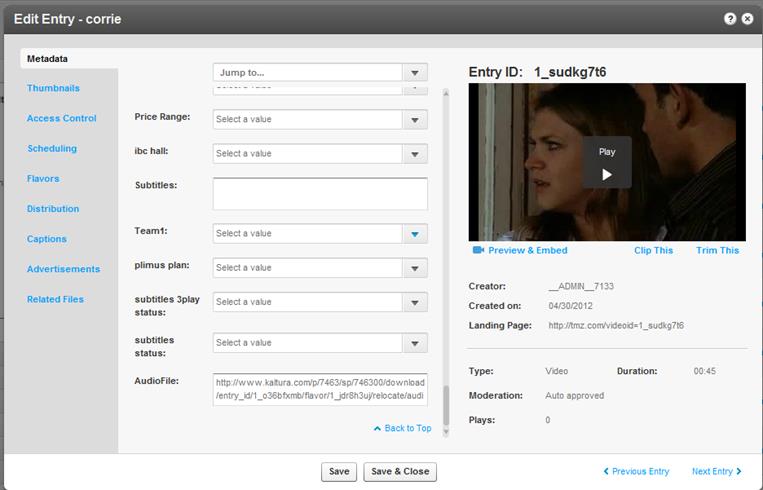 Edit Entry - corrie
?
Metadata
Thumbnails
Access Control
Scheduling
Flavors
Distribution
Captions
Advertisements
Related Files
Jump to...
Price Range:
Select a value
ibc hall:
Select a value
Subtitles:
Team1:
Select a value
plimus plan:
Select a value
subtitles 3play
status:
Select a value
subtitles
status:
Select a value
AudioFile:
http://www.kaltura.com/p/7463/sp/746300/download
/entry_id/1_o36bfxmb/flavor/1_jdr8h3uj/relocate/audi
Back to Top
Entry ID: 1_sudkg7t6
Play
Preview & Embed
Clip This
Trim This
Creator: __ADMIN__7133
Created on: 04/30/2012
Landing Page: http://tmz.com/videoid=1_sudkg7t6
Type: Video Duration: 00:45
Moderation: Auto approved
Plays: 0
Save
Save & Close
Previous Entry
Next Entry